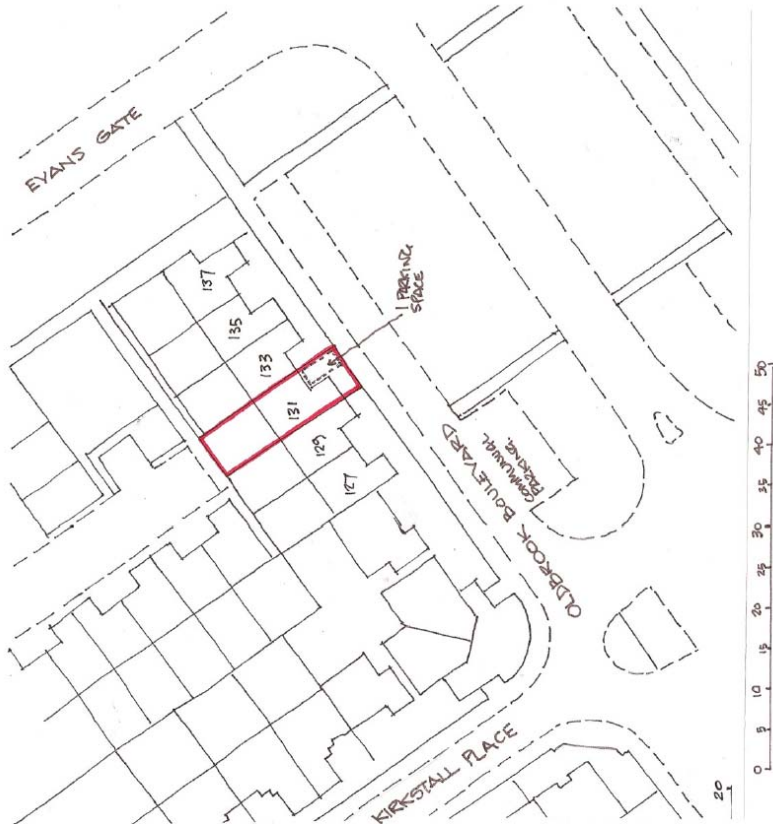 EVANS GATE
137
135
133
131
129
127
1 PARKING
SPACE
OLDBROOK BOULEVARD
COMMUNAL
PARKING.
KIRKSTALL PLACE
0 5 10 15 20 25 30 35 40 45 50
20